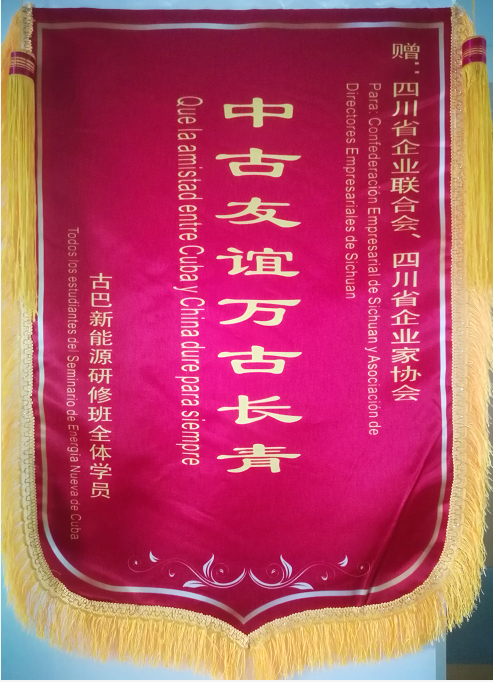 赠：四川省企业联合会、四川省企业家协会
Para: Confederación Empresarial de Sichuan y Asociación de
Directores Empresariales de Sichuan
中古友谊万古长青
Que la amistad entre Cuba y China dure para siempre
古巴新能源研修班全体学员
Todos los estudiantes del Seminario de Energía Nueva de Cuba